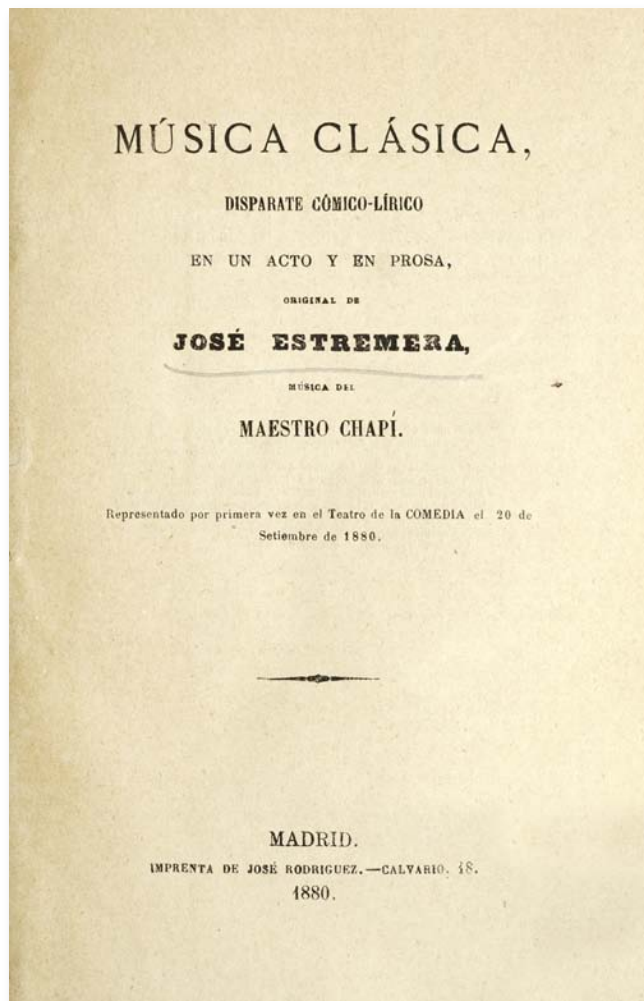 MÚSICA CLÁSICA,
DISPARATE CÓMICO-LÍRICO
EN UN ACTO Y EN PROSA,
ORIGINAL DE
JOSÉ ESTREMERA,
MÚSICA DEL
MAESTRO CHAPÍ.
Representado por primera vez en el Teatro de la COMEDIA el 20 de
Setiembre de 1880.
MADRID.
IMPRENTA DE JOSÉ RODRIGUEZ.—CALVARIO, 18.
1880.